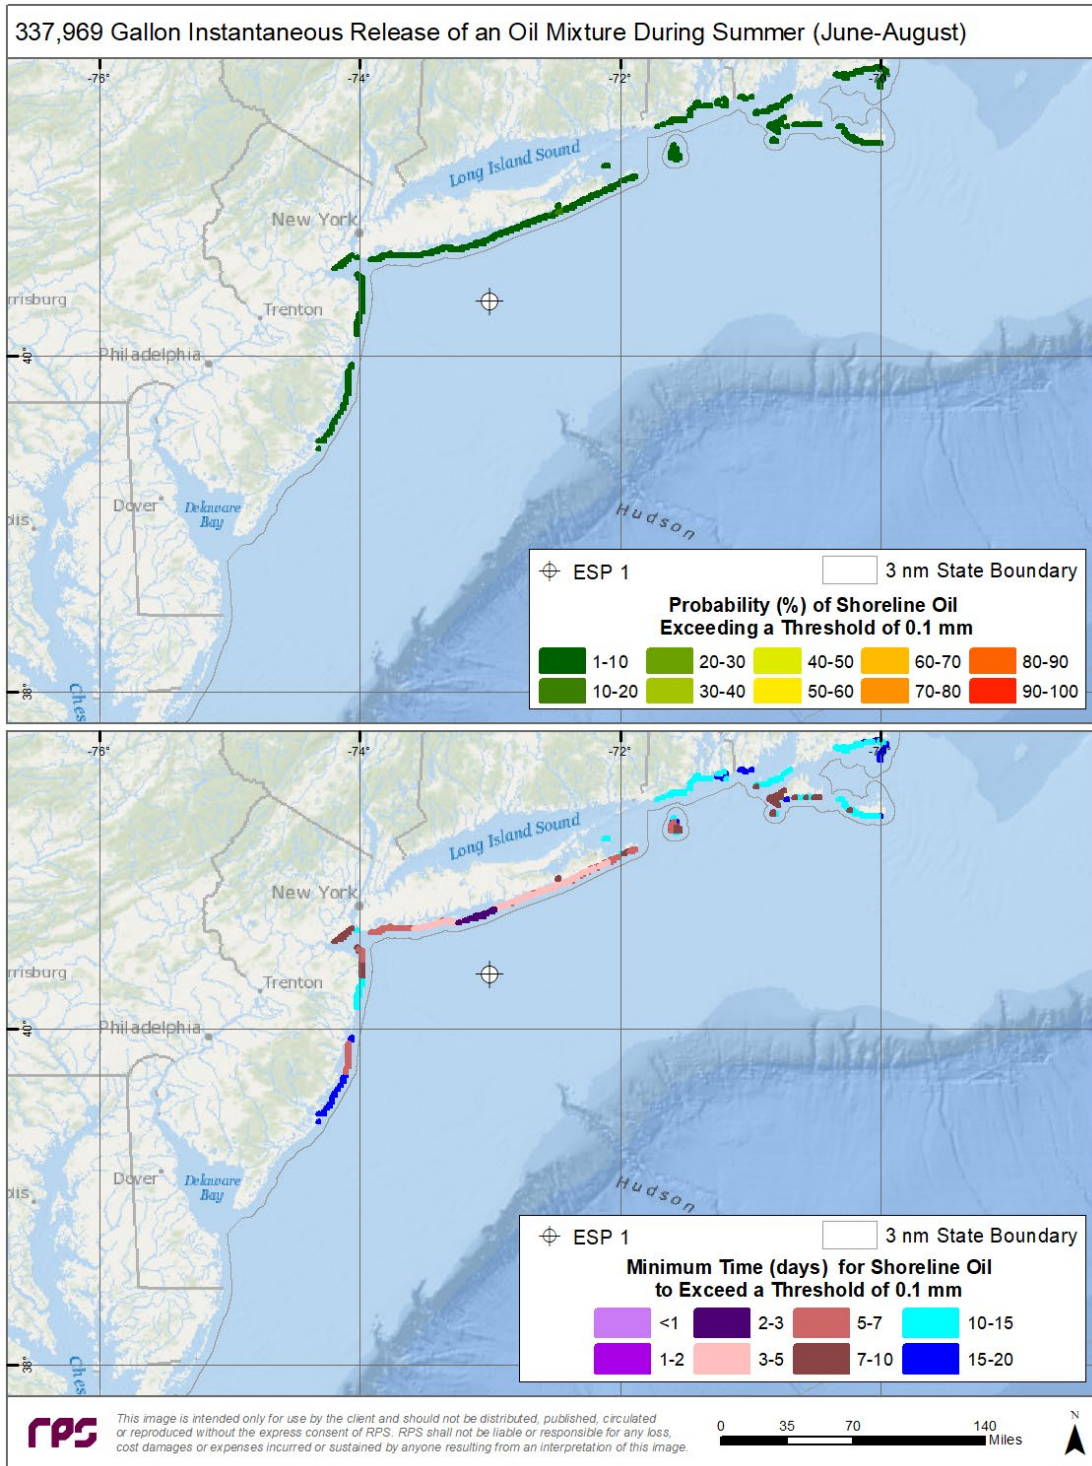 337,969 Gallon Instantaneous Release of an Oil Mixture During Summer (June-August)
-76°
-74°
-72°
Long Island Sound
New York
rrisburg
Trenton
Philadelphia
40°
Dover
Delaware
Bay
Hudson
38°
Ches
ESP 1
3 nm State Boundary
Probability (%) of Shoreline Oil
Exceeding a Threshold of 0.1 mm
1-10 20-30 40-50 60-70 80-90
10-20 30-40 50-60 70-80 90-100
-76°
-74°
-72°
Long Island Sound
New York
rrisburg
Trenton
Philadelphia
40°
Dover
Delaware
Bay
Hudson
38°
Ches
ESP 1
3 nm State Boundary
Minimum Time (days) for Shoreline Oil
to Exceed a Threshold of 0.1 mm
<1 2-3 5-7 10-15
1-2 3-5 7-10 15-20
rps
This image is intended only for use by the client and should not be distributed, published, circulated
or reproduced without the express consent of RPS. RPS shall not be liable or responsible for any loss,
cost damages or expenses incurred or sustained by anyone resulting from an interpretation of this image.
0 35 70 140
Miles
N